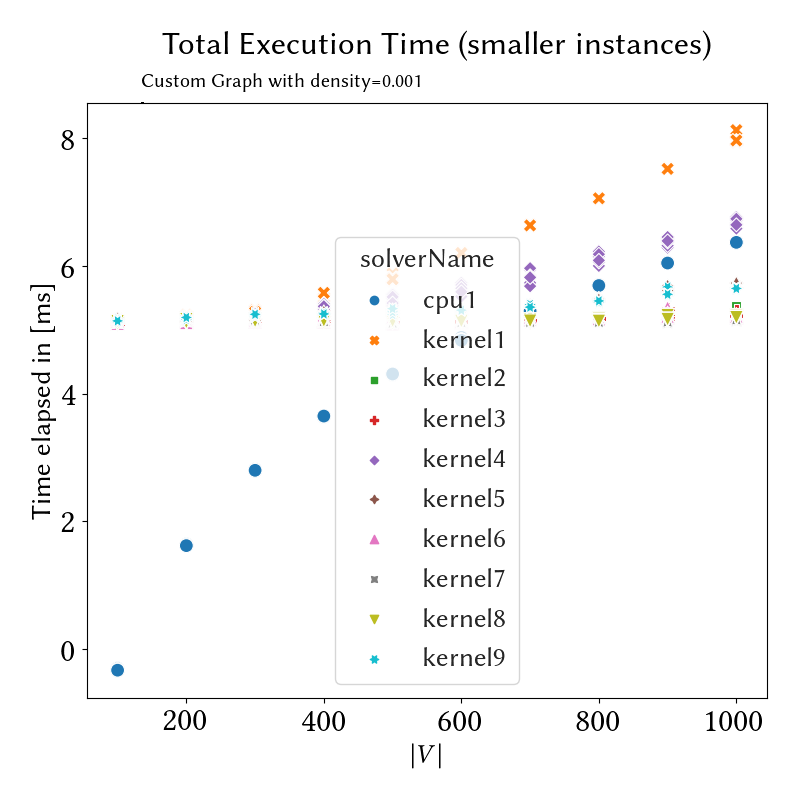 Total Execution Time (smaller instances)
Custom Graph with density=0.001
8
6
4
2
0
Time elapsed in [ms]
solverName
cpu1
kernel1
kernel2
kernel3
kernel4
kernel5
kernel6
kernel7
kernel8
kernel9
200 400 600 800 1000
|V|